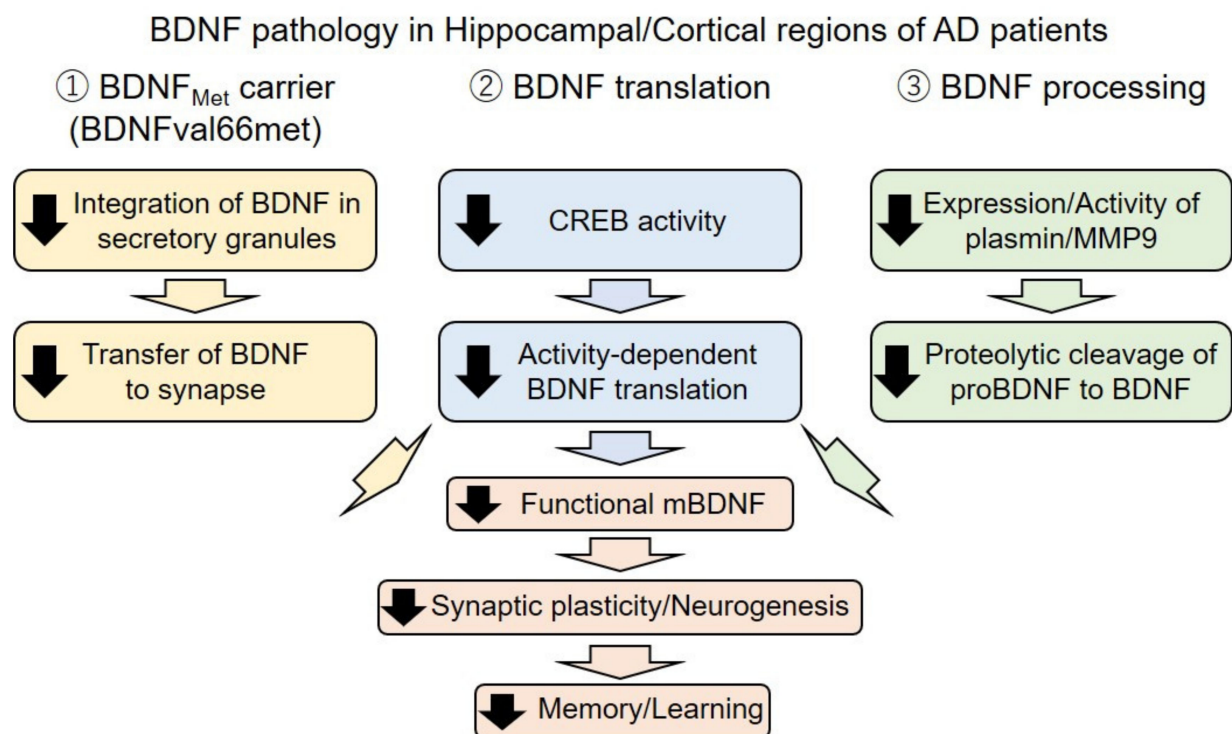 BDNF pathology in Hippocampal/Cortical regions of AD patients
① BDNFMet carrier
(BDNFval66met)
② BDNF translation
③ BDNF processing
Integration of BDNF in
secretory granules
CREB activity
Expression/Activity of
plasmin/MMP9
Transfer of BDNF
to synapse
Activity-dependent
BDNF translation
Proteolytic cleavage of
proBDNF to BDNF
Functional mBDNF
Synaptic plasticity/Neurogenesis
Memory/Learning